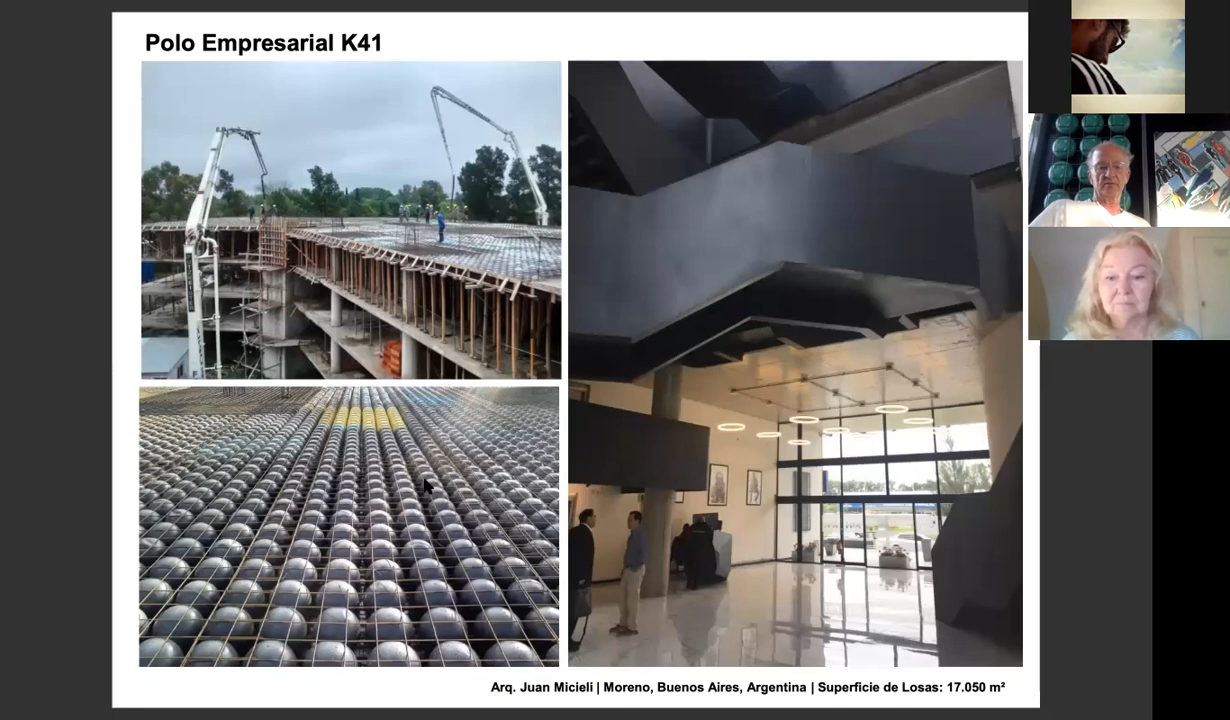 Polo Empresarial K41
Arq. Juan Micieli | Moreno, Buenos Aires, Argentina | Superficie de Losas: 17.050 m²